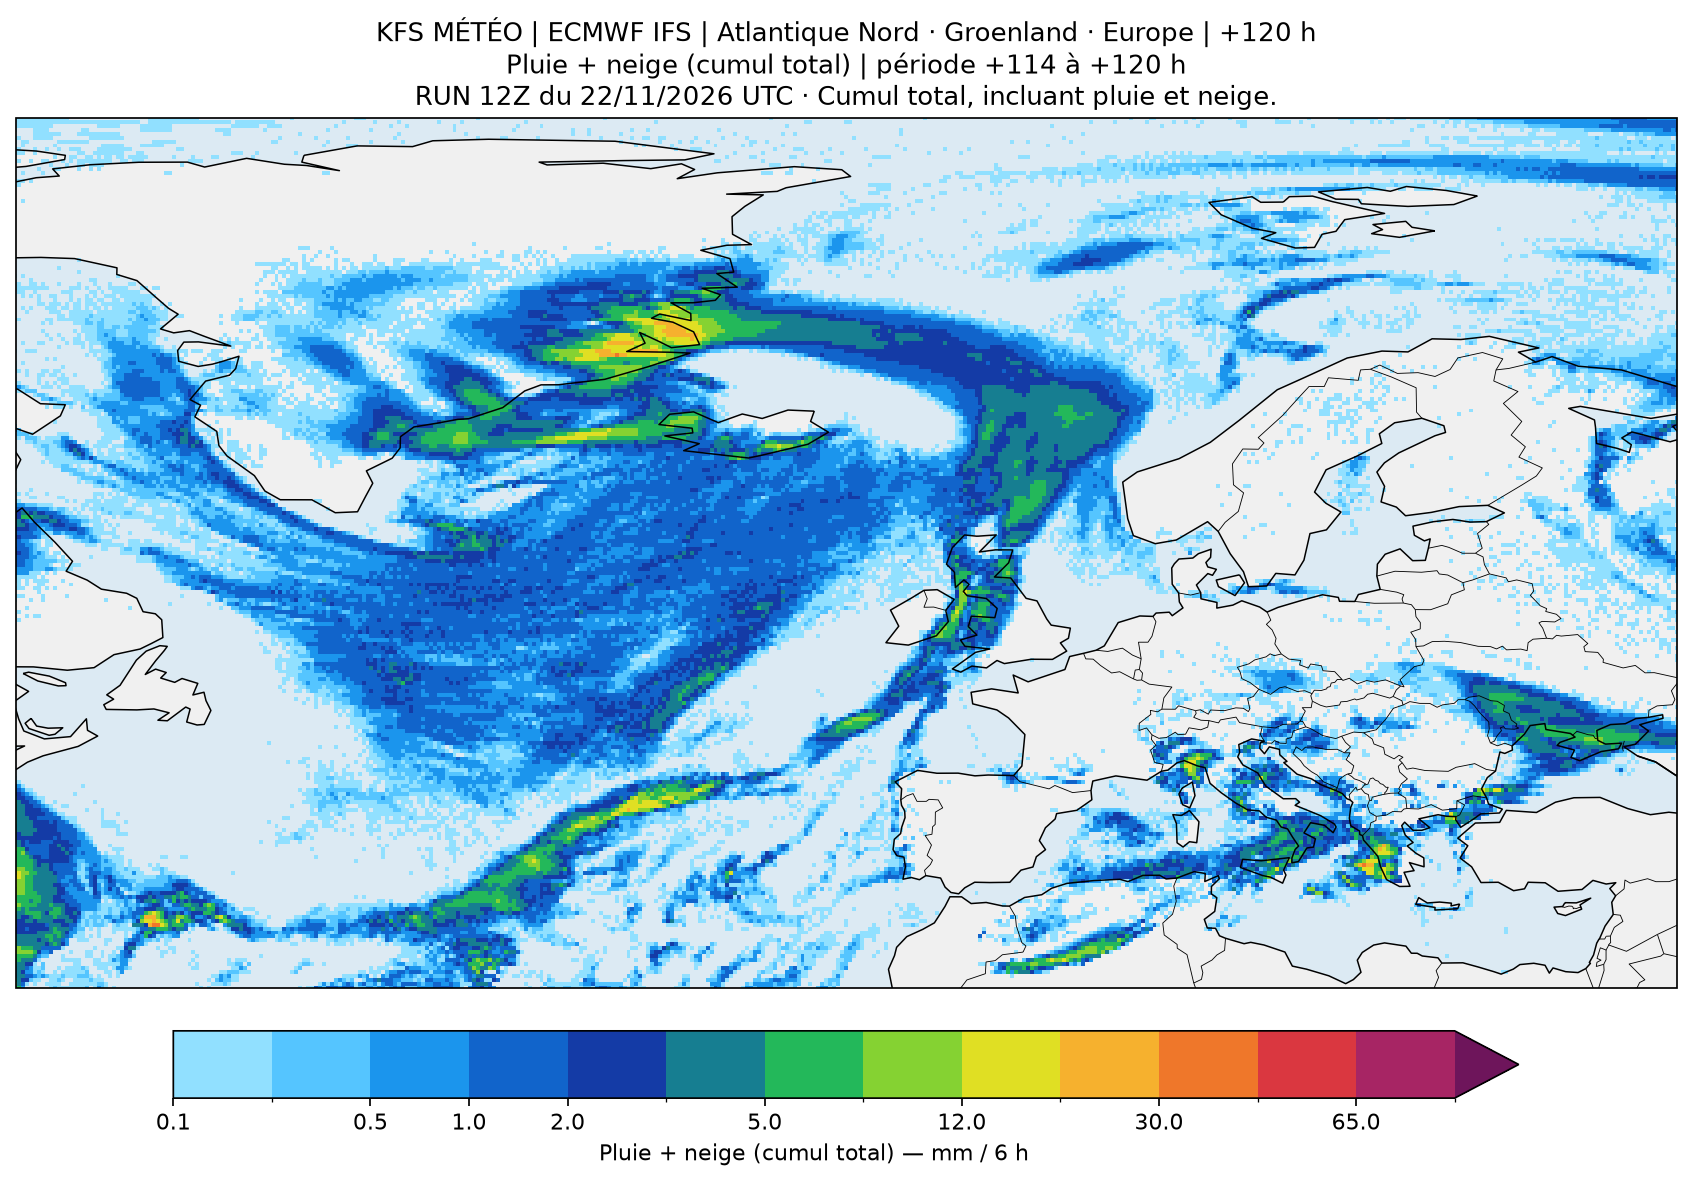 KFS MÉTÉO | ECMWF IFS | Atlantique Nord · Groenland · Europe | +120 h
Pluie + neige (cumul total) | période +114 à +120 h
RUN 12Z du 22/11/2026 UTC · Cumul total, incluant pluie et neige.
0.1 0.5 1.0 2.0 5.0 12.0 30.0 65.0
Pluie + neige (cumul total) — mm / 6 h